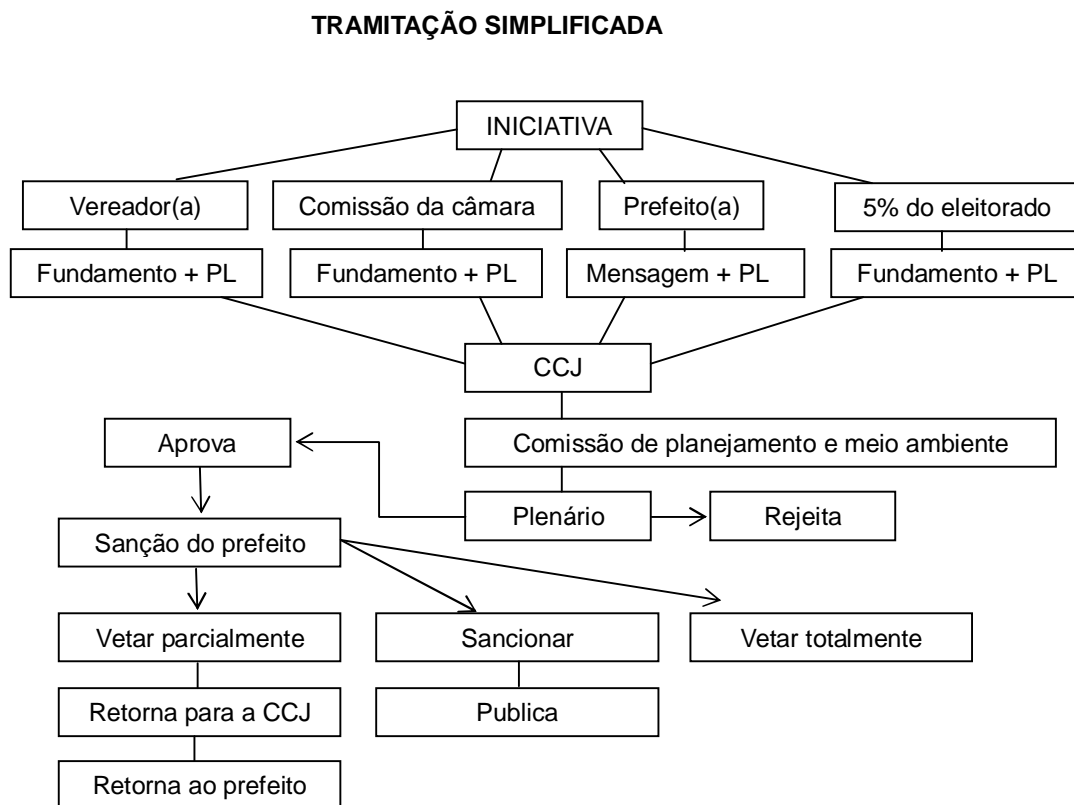 TRAMITAÇÃO SIMPLIFICADA
INICIATIVA
Vereador(a)
Comissão da câmara
Prefeito(a)
5% do eleitorado
Fundamento + PL
Fundamento + PL
Mensagem + PL
Fundamento + PL
CCJ
Aprova
Comissão de planejamento e meio ambiente
Plenário
Rejeita
Sanção do prefeito
Vetar parcialmente
Sancionar
Vetar totalmente
Retorna para a CCJ
Publica
Retorna ao prefeito